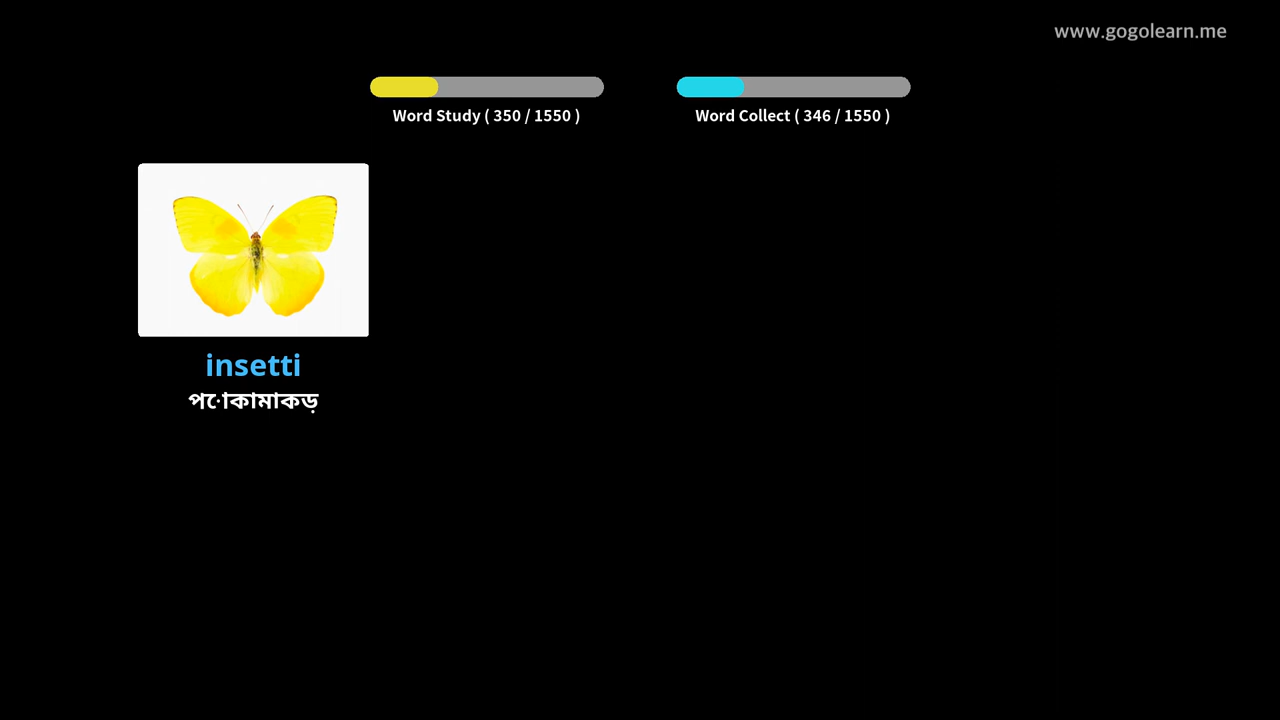 www.gogolearn.me
Word Study ( 350 / 1550 )
Word Collect ( 346 / 1550 )
insetti
পোকামাকড়